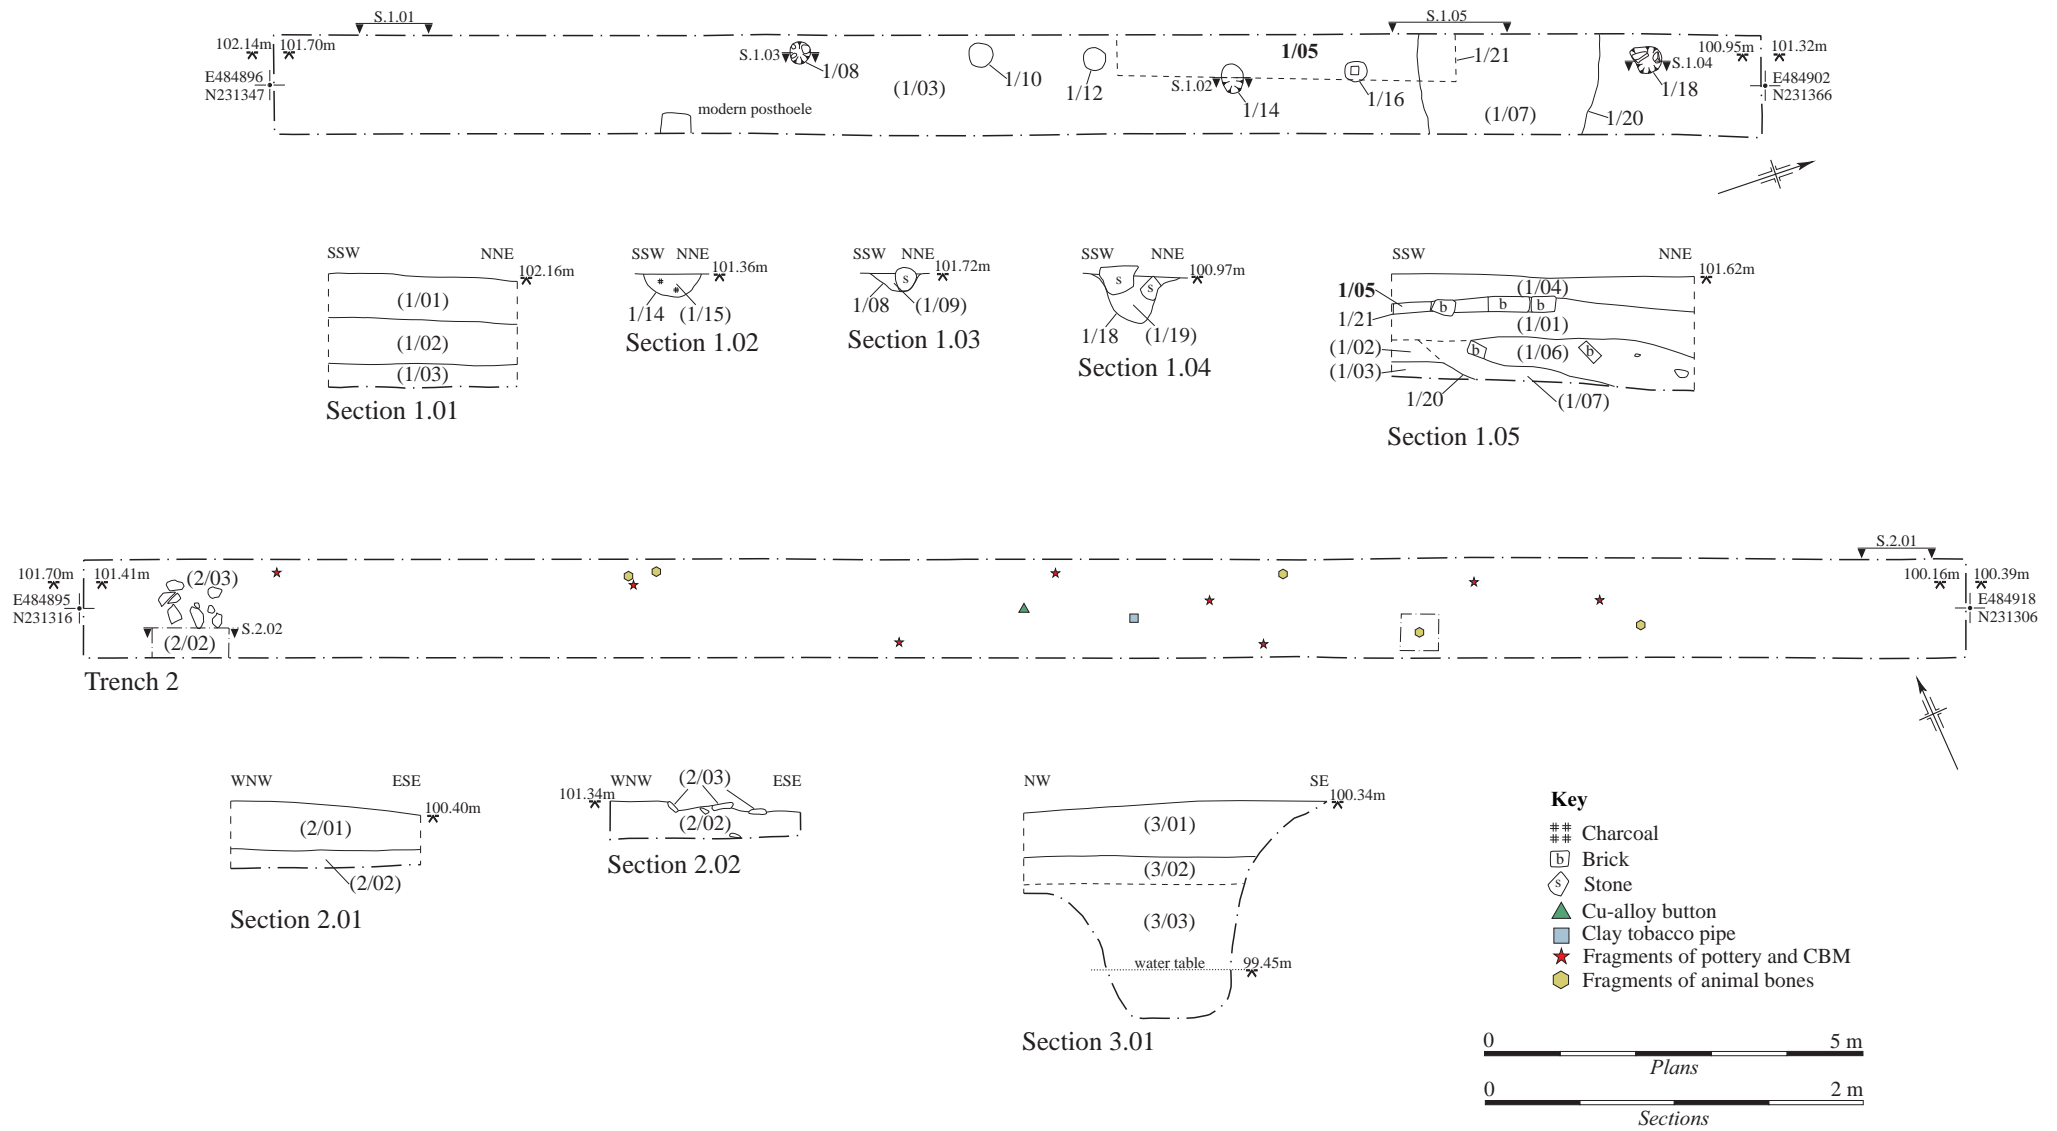 S.1.01
S.1.05
102.14m 101.70m
E484896
N231347
S.1.03
1/08
(1/03)
1/10
1/12
1/05
S.1.02
1/14
1/16
1/21
(1/07)
1/20
S.1.04
1/18
100.95m 101.32m
E484902
N231366
modern posthoele
SSW NNE
102.16m
(1/01)
(1/02)
(1/03)
Section 1.01
SSW NNE
101.36m
1/14 (1/15)
Section 1.02
SSW NNE
101.72m
s
1/08 (1/09)
Section 1.03
SSW NNE
100.97m
s
s
1/18 (1/19)
Section 1.04
SSW NNE
101.62m
(1/04)
1/05
b b b
1/21
(1/01)
(1/02)
b (1/06) b
(1/03)
1/20
(1/07)
Section 1.05
S.2.01
101.70m 101.41m
E484895
N231316
(2/03)
S.2.02
(2/02)
100.16m 100.39m
E484918
N231306
Trench 2
WNW ESE
100.40m
(2/01)
(2/02)
Section 2.01
WNW (2/03) ESE
101.34m
(2/02)
Section 2.02
NW SE
100.34m
(3/01)
(3/02)
(3/03)
water table 99.45m
Section 3.01
Key
Charcoal
b Brick
s Stone
Cu-alloy button
Clay tobacco pipe
Fragments of pottery and CBM
Fragments of animal bones
0 5 m
Plans
0 2 m
Sections